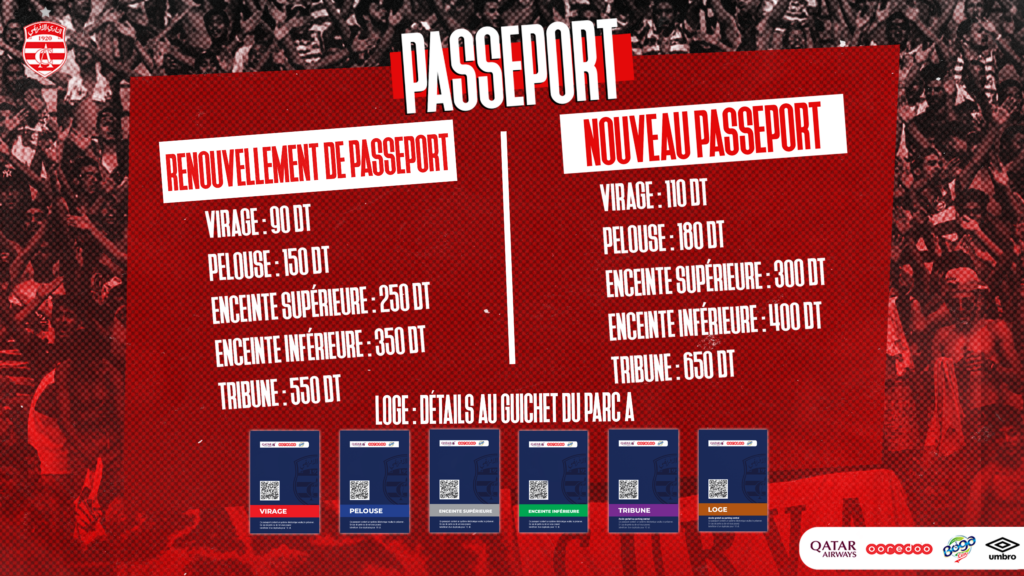 النادي الإفريقي
1920
PASSEPORT
RENOUVELLEMENT DE PASSEPORT
VIRAGE : 90 DT
PELOUSE : 150 DT
ENCEINTE SUPÉRIEURE : 250 DT
ENCEINTE INFÉRIEURE : 350 DT
TRIBUNE : 550 DT
NOUVEAU PASSEPORT
VIRAGE : 110 DT
PELOUSE : 180 DT
ENCEINTE SUPÉRIEURE : 300 DT
ENCEINTE INFÉRIEURE : 400 DT
TRIBUNE : 650 DT
LOGE : DÉTAILS AU GUICHET DU PARC A
VIRAGE
PELOUSE
ENCEINTE SUPÉRIEURE
ENCEINTE INFÉRIEURE
TRIBUNE
LOGE
QATAR
AIRWAYS
ooredoo
Boga
umbro